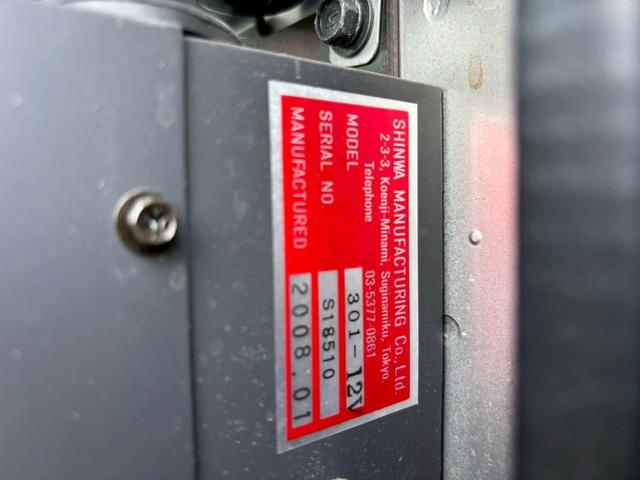 SHINWA MANUFACTURING Co., Ltd.
2-3-3, Koenji-Minami, Suginamiku, Tokyo.
Telephone 03-5377-0861
MODEL 301-12V
SERIAL NO. S18510
MANUFACTURED 2008.01